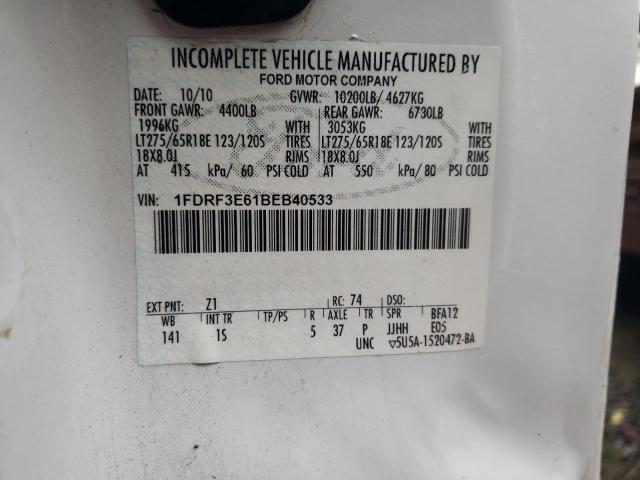 INCOMPLETE VEHICLE MANUFACTURED BY
FORD MOTOR COMPANY
DATE: 10/10 GVWR: 10200LB/ 4627KG
FRONT GAWR: 4400LB REAR GAWR: 6730LB
1996KG WITH 3053KG WITH
LT275/65R18E 123/120S TIRES LT275/65R18E 123/120S TIRES
18X8.0J RIMS 18X8.0J RIMS
AT 415 kPa/ 60 PSI COLD AT 550 kPa/ 80 PSI COLD
VIN: 1FDRF3E61BEB40533
EXT PNT: Z1 RC: 74 DSO:
WB INT TR TP/PS R AXLE TR SPR BFA12
141 1S 5 37 P JJHH E05
UNC ▽5U5A-1520472-BA